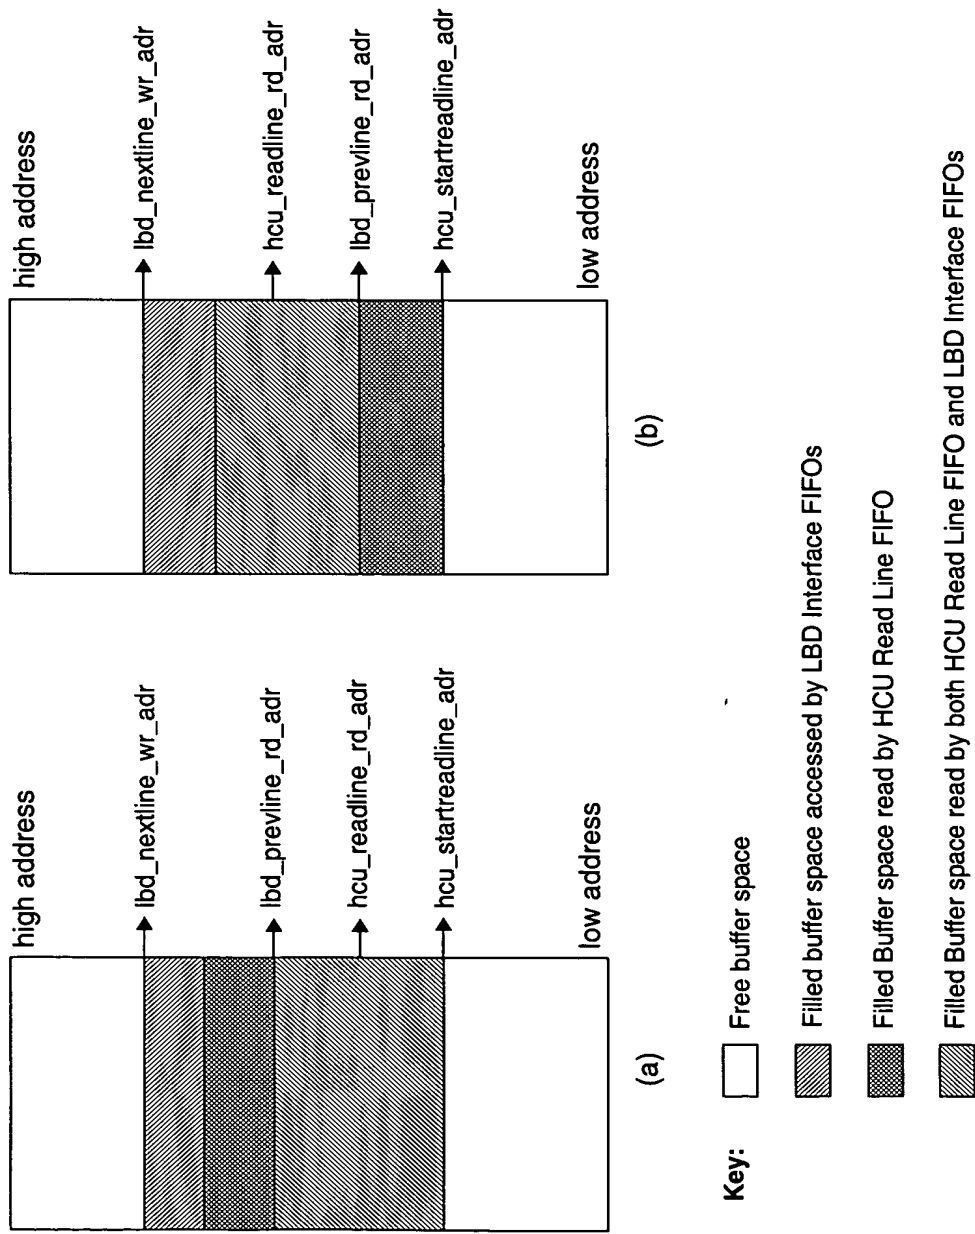 high address
lbd_nextline_wr_adr
lbd_prevline_rd_adr
hcu_readline_rd_adr
hcu_startreadline_adr
low address
(a)
high address
lbd_nextline_wr_adr
hcu_readline_rd_adr
lbd_prevline_rd_adr
hcu_startreadline_adr
low address
(b)
Key:
Free buffer space
Filled buffer space accessed by LBD Interface FIFOs
Filled Buffer space read by HCU Read Line FIFO
Filled Buffer space read by both HCU Read Line FIFO and LBD Interface FIFOs